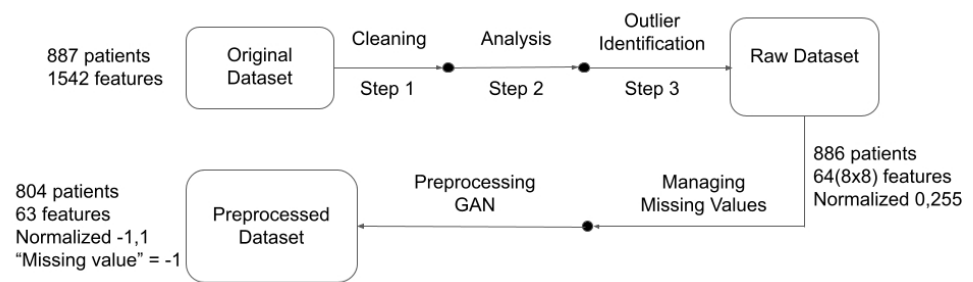 887 patients
1542 features
Original
Dataset
Cleaning
Step 1
Analysis
Step 2
Outlier
Identification
Step 3
Raw Dataset
886 patients
64(8x8) features
Normalized 0,255
Managing
Missing Values
Preprocessing
GAN
Preprocessed
Dataset
804 patients
63 features
Normalized -1,1
“Missing value” = -1